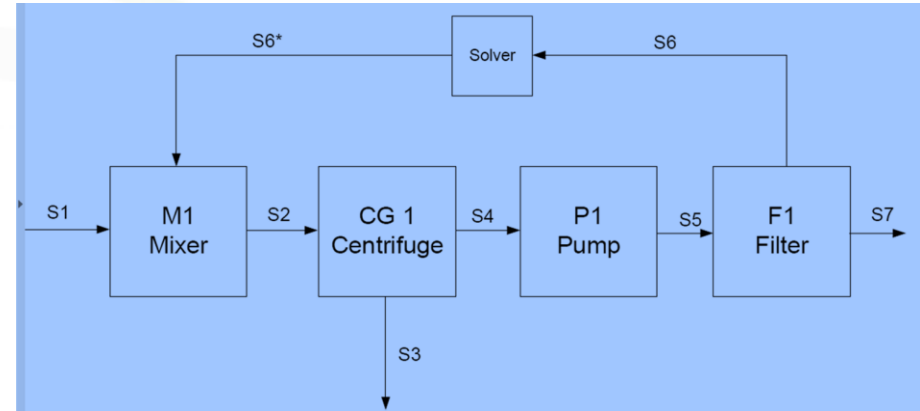 S6*
Solver
S6
S1
M1
Mixer
S2
CG 1
Centrifuge
S4
P1
Pump
S5
F1
Filter
S7
S3